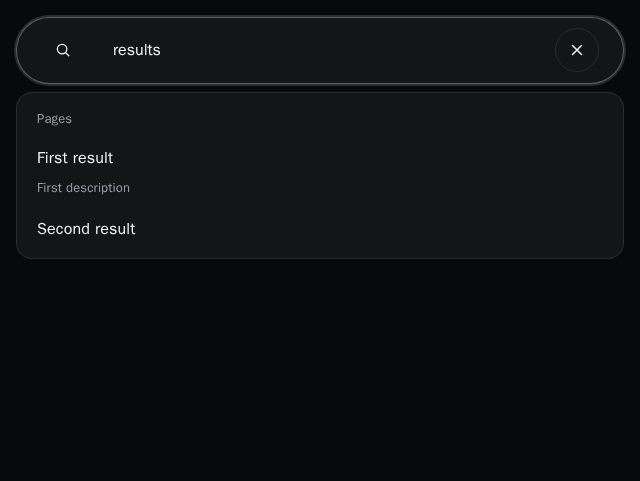 results
Pages
First result
First description
Second result